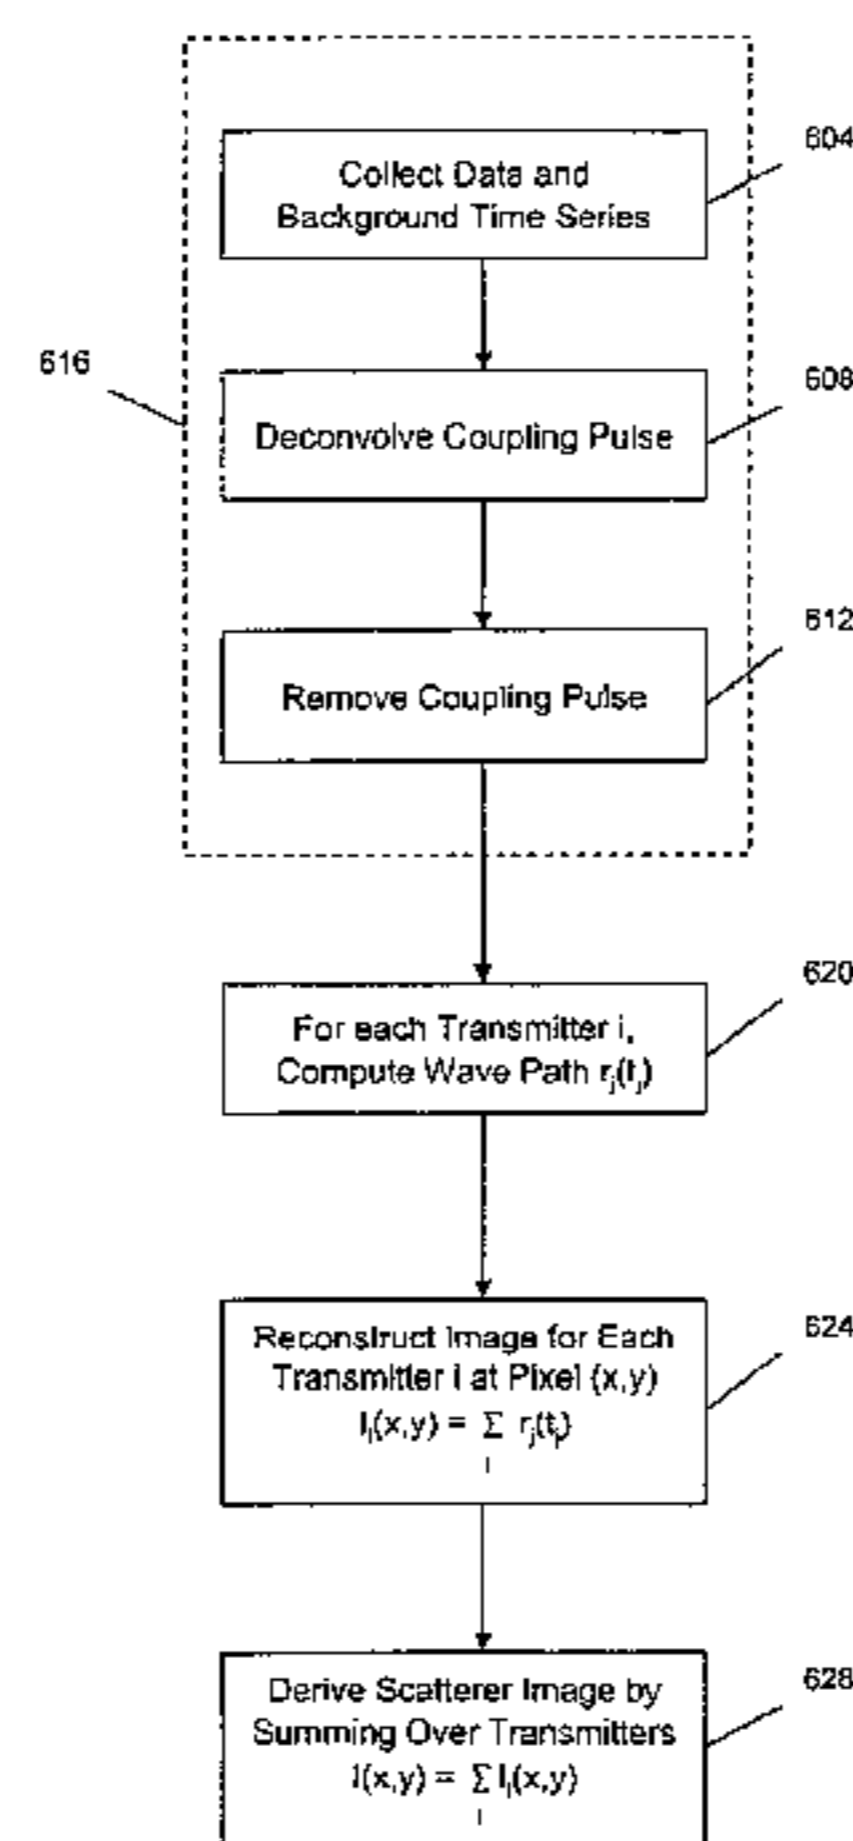 604
Collect Data and
Background Time Series
616
608
Deconvolve Coupling Pulse
612
Remove Coupling Pulse
620
For each Transmitter i,
Compute Wave Path rj(tj)
624
Reconstruct Image for Each
Transmitter i at Pixel (x,y)
Ii(x,y) = Σ rj(tj)
628
Derive Scatterer Image by
Summing Over Transmitters
I(x,y) = Σ Ii(x,y)